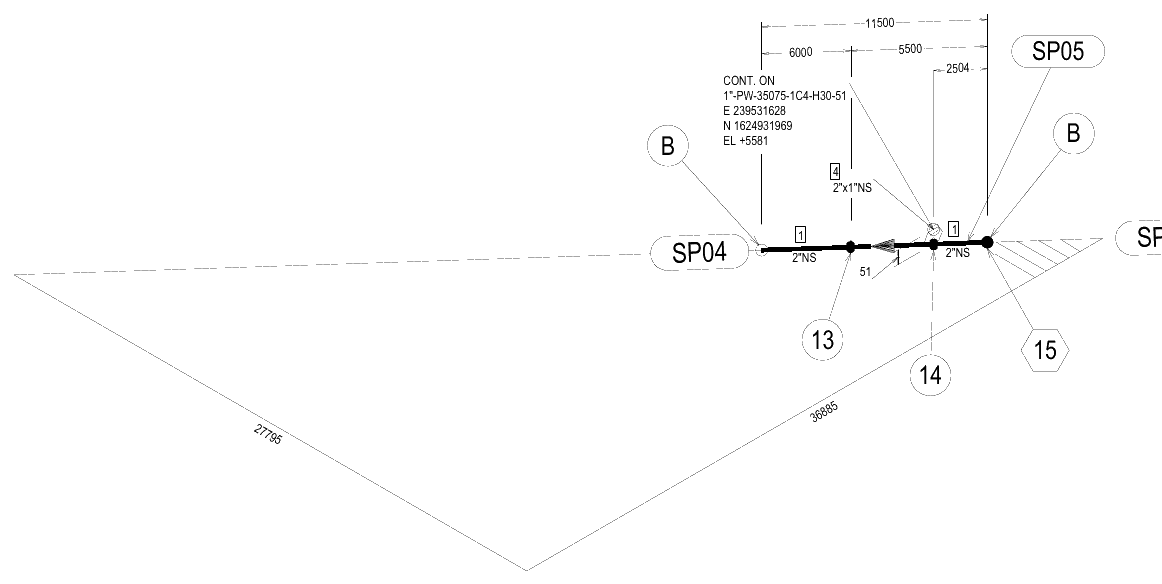 11500
6000
5500
2504
SP05
CONT. ON
1"-PW-35075-1C4-H30-51
E 239531628
N 1624931969
EL +5581
B
B
4
2"x1"NS
1
1
SP
SP04
2"NS
2"NS
51
13
15
14
36885
27795